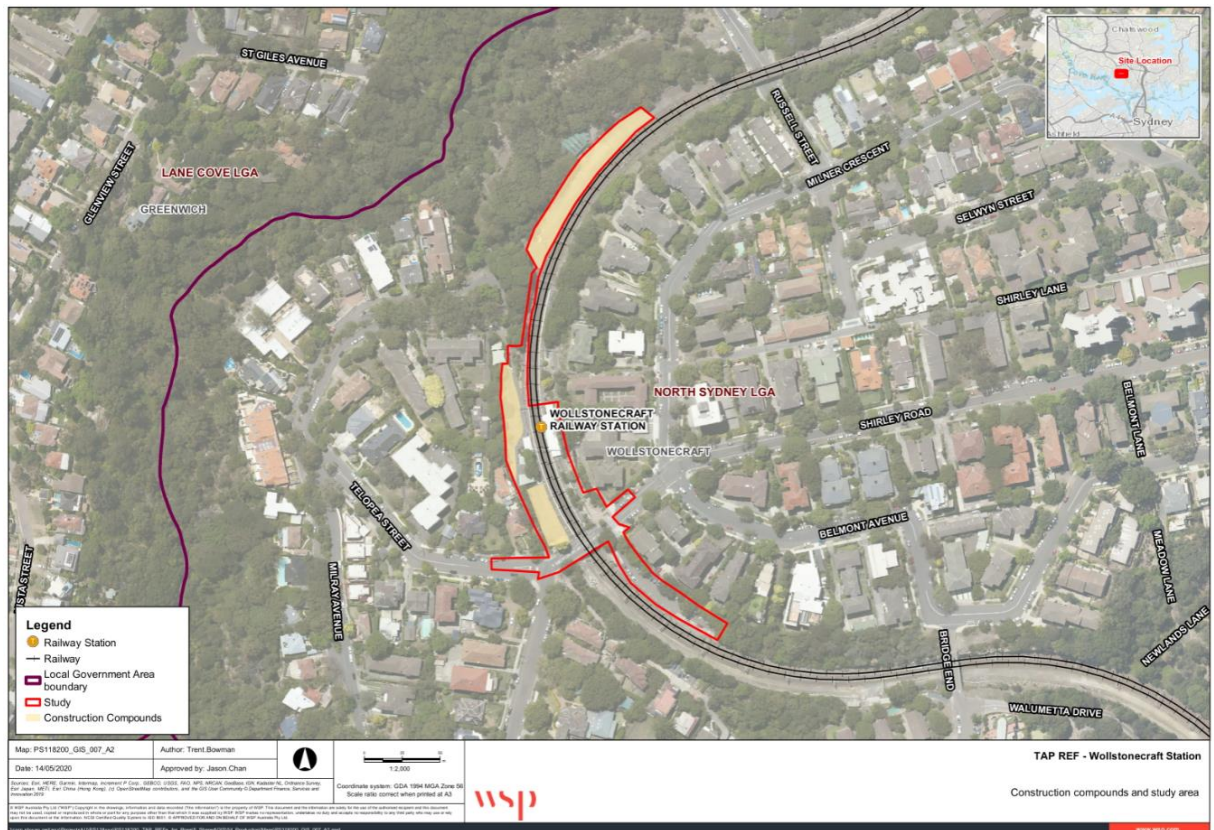 ST GILES AVENUE
GLENVIEW STREET
LANE COVE LGA
GREENWICH
RUSSELL STREET
MILNER CRESCENT
SELWYN STREET
SHIRLEY LANE
NORTH SYDNEY LGA
WOLLSTONECRAFT
RAILWAY STATION
WOLLSTONECRAFT
SHIRLEY ROAD
BELMONT LANE
BELMONT AVENUE
TELOPEA STREET
MILRAY AVENUE
MEADOW LANE
NEWLANDS LANE
BRIDGE END
WALUMETTA DRIVE
Chatswood
Site Location
Sydney
Legend
Railway Station
Railway
Local Government Area
boundary
Study
Construction Compounds
Map: PS118200_GIS_007_A2
Author: Trent.Bowman
Date: 14/05/2020
Approved by: Jason.Chan
1:2,000
Coordinate system: GDA 1994 MGA Zone 56
Scale ratio correct when printed at A3
wsp
TAP REF - Wollstonecraft Station
Construction compounds and study area
www.wsp.com